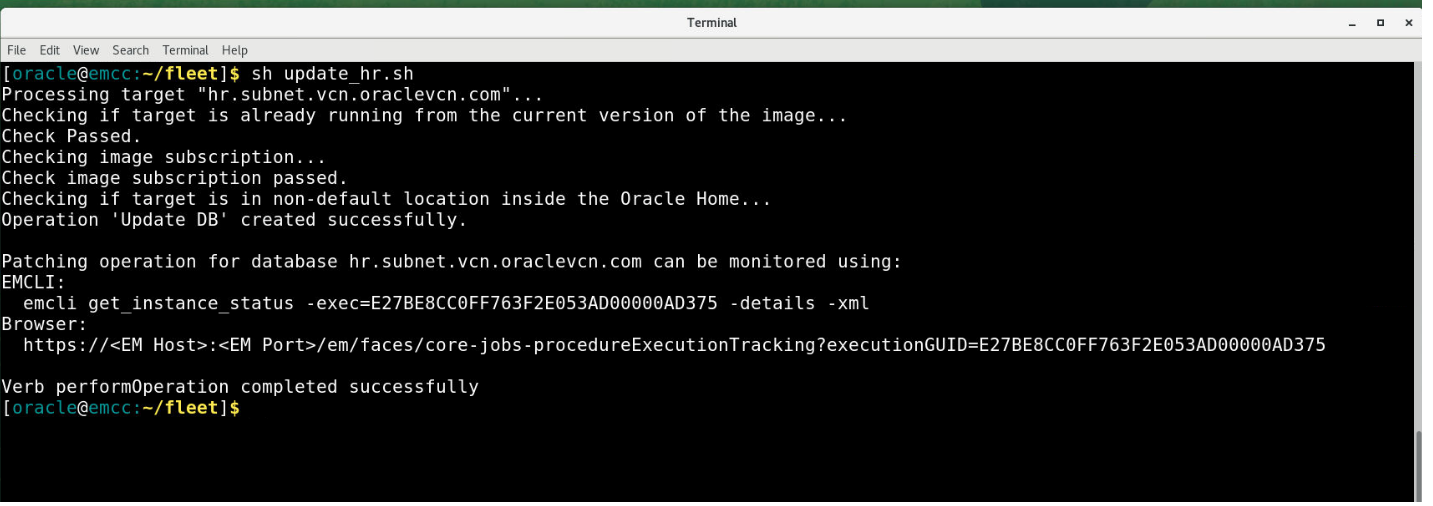 Terminal
File Edit View Search Terminal Help
[oracle@emcc:~/fleet]$ sh update_hr.sh
Processing target "hr.subnet.vcn.oraclevcn.com"...
Checking if target is already running from the current version of the image...
Check Passed.
Checking image subscription...
Check image subscription passed.
Checking if target is in non-default location inside the Oracle Home...
Operation 'Update DB' created successfully.
Patching operation for database hr.subnet.vcn.oraclevcn.com can be monitored using:
EMCLI:
emcli get_instance_status -exec=E27BE8CC0FF763F2E053AD00000AD375 -details -xml
Browser:
https://<EM Host>:<EM Port>/em/faces/core-jobs-procedureExecutionTracking?executionGUID=E27BE8CC0FF763F2E053AD00000AD375
Verb performOperation completed successfully
[oracle@emcc:~/fleet]$